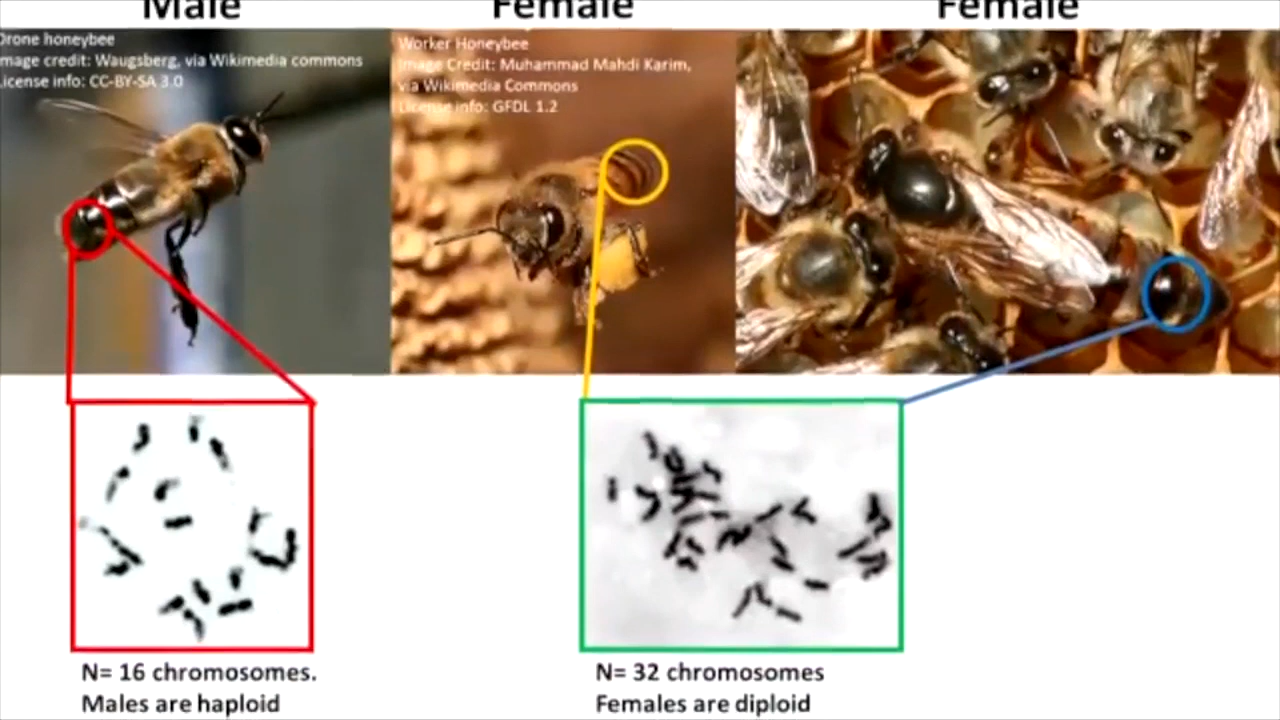 Male
Female
Female
Drone honeybee
Image credit: Waugsberg, via Wikimedia commons
License info: CC-BY-SA 3.0
Worker Honeybee
Image Credit: Muhammad Mahdi Karim,
via Wikimedia Commons
License info: GFDL 1.2
N= 16 chromosomes.
Males are haploid
N= 32 chromosomes
Females are diploid